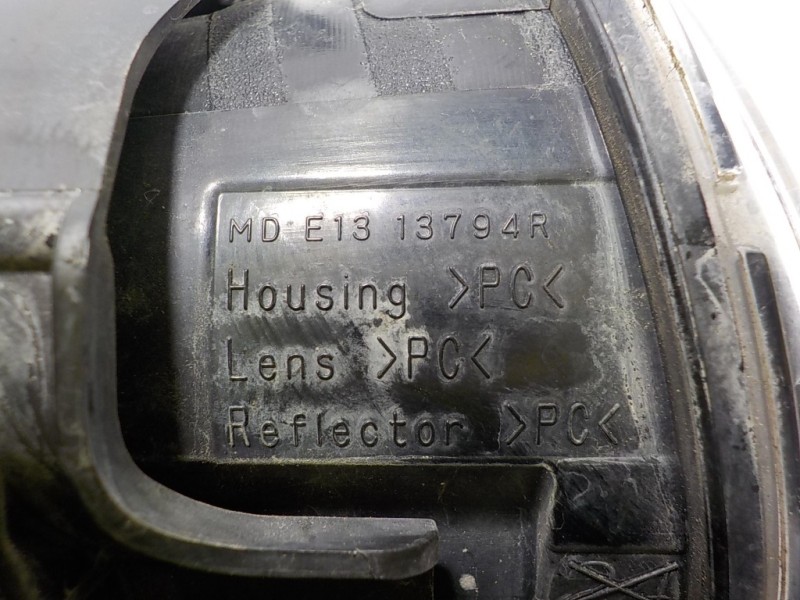 MD E13 13794R
Housing >PC<
Lens >PC<
Reflector >PC<